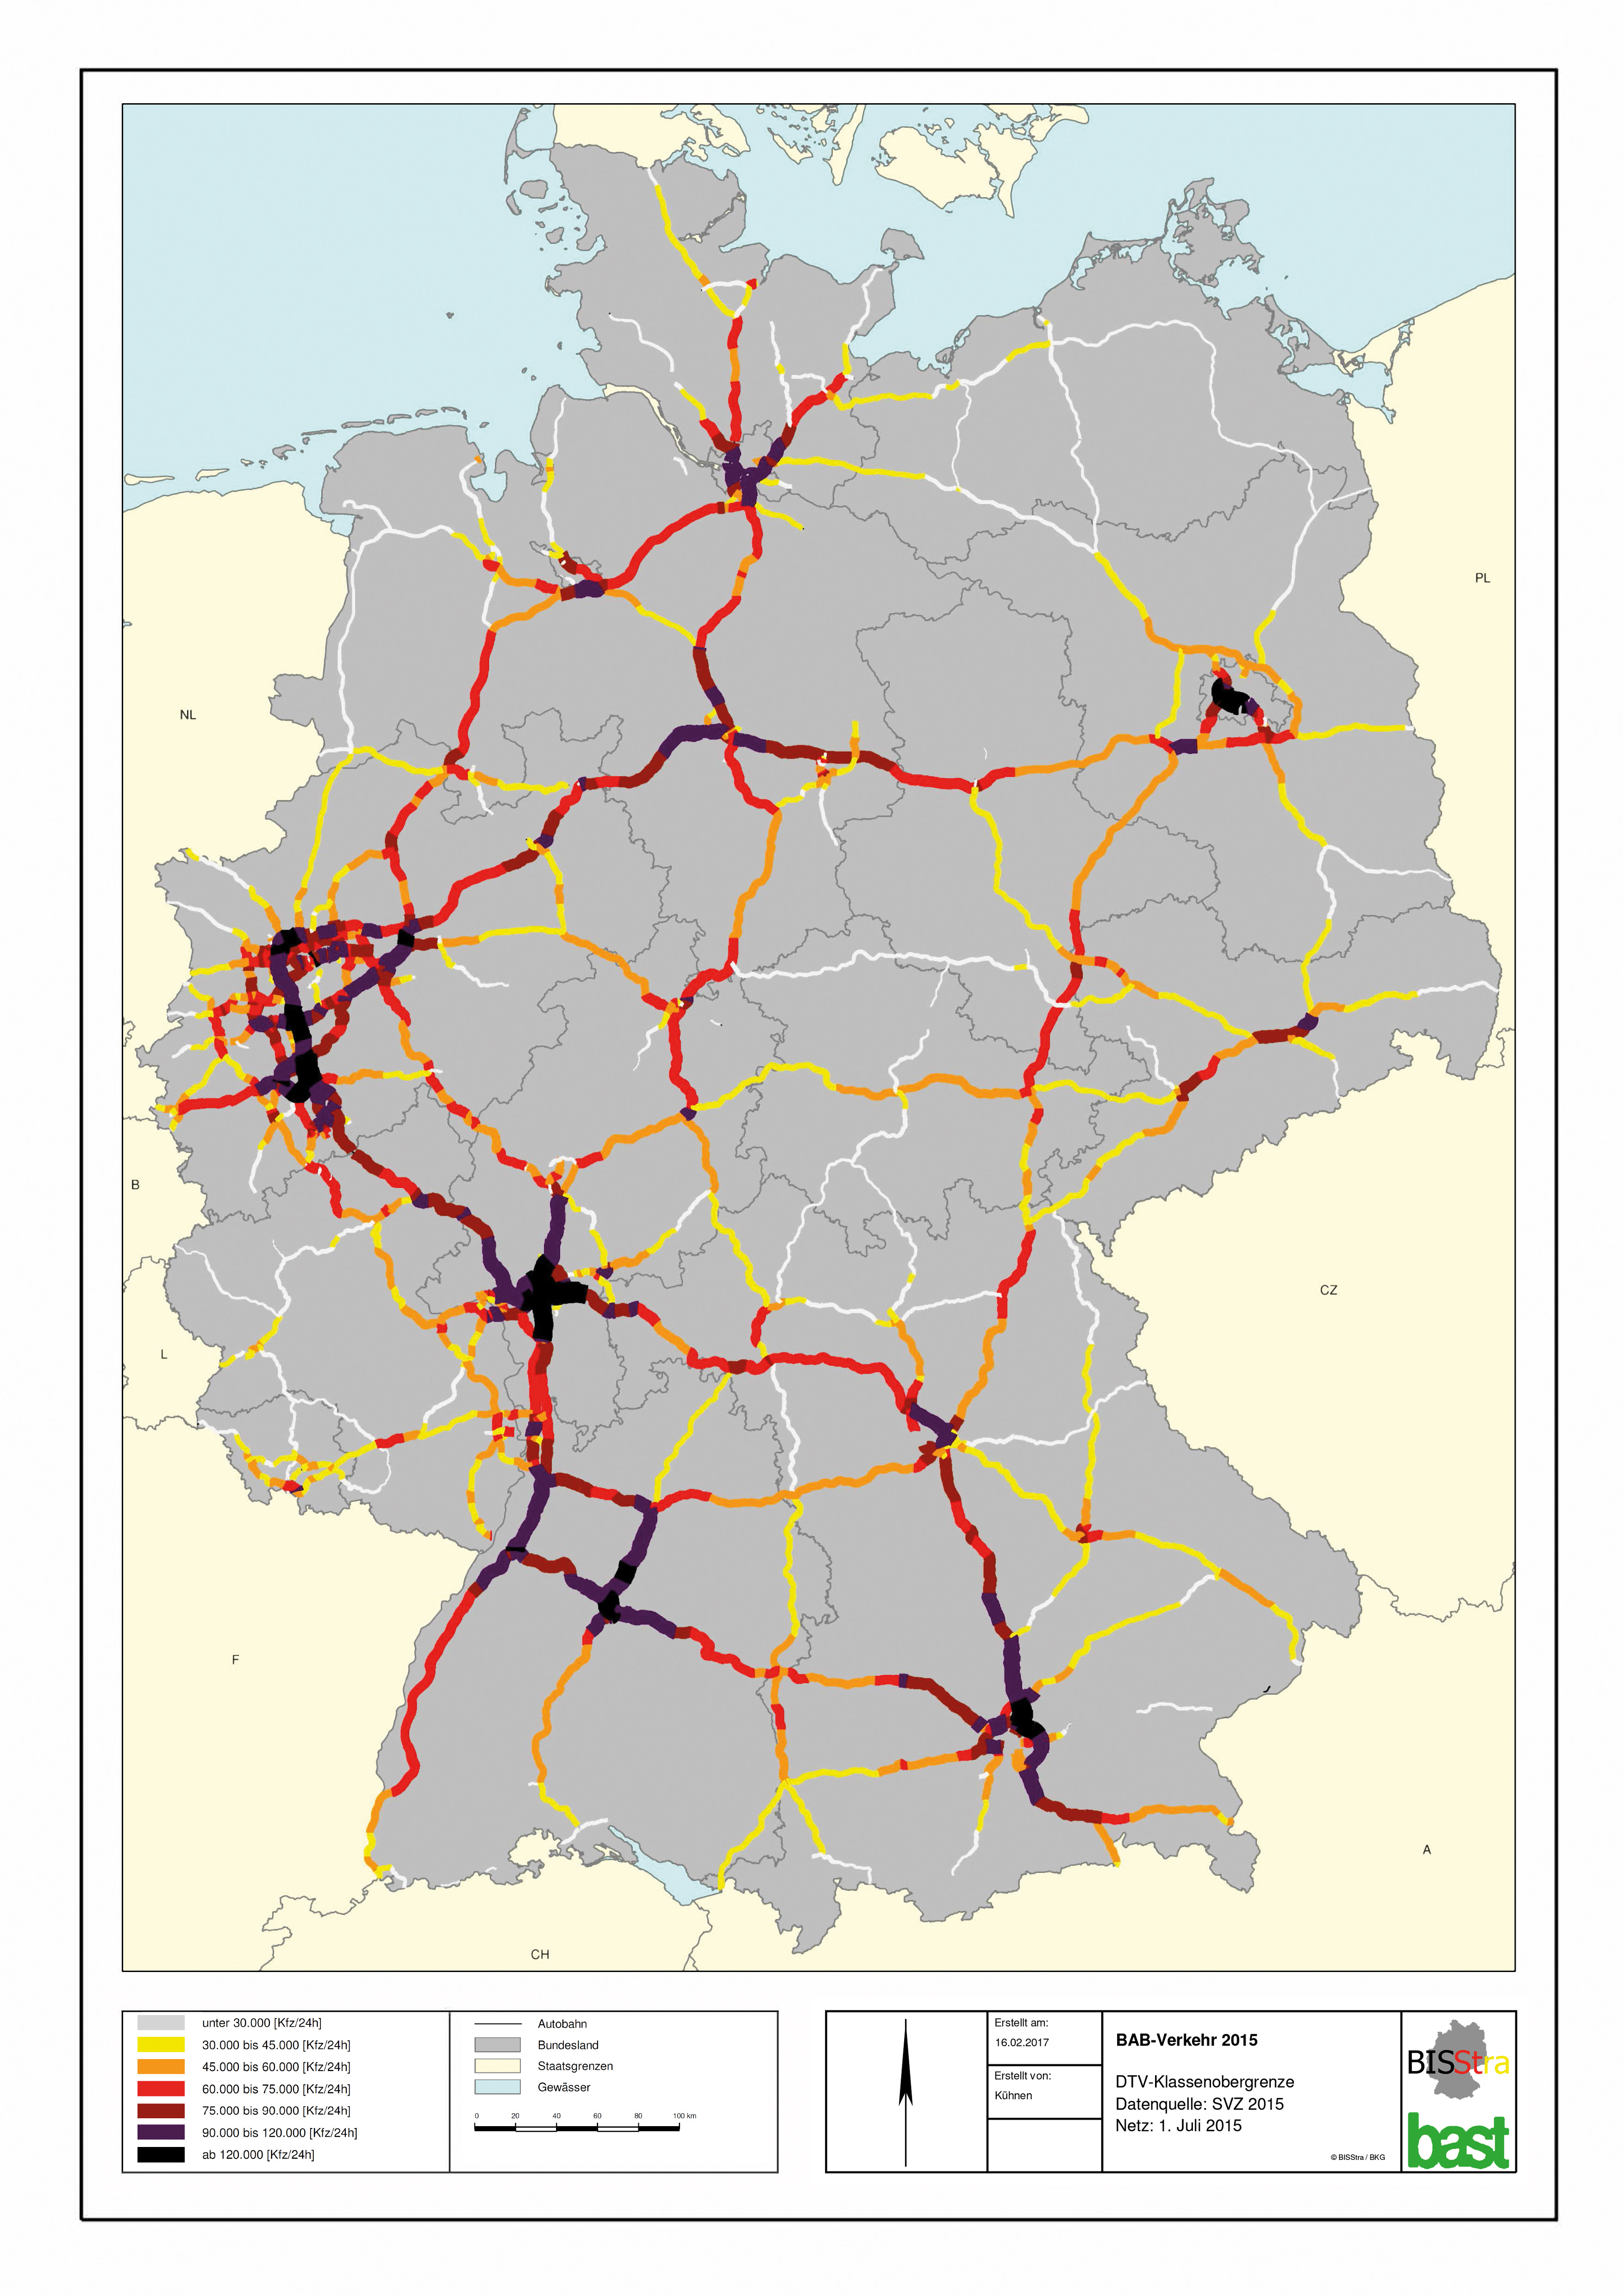 PL
NL
B
CZ
L
F
A
CH
unter 30.000 [Kfz/24h]
30.000 bis 45.000 [Kfz/24h]
45.000 bis 60.000 [Kfz/24h]
60.000 bis 75.000 [Kfz/24h]
75.000 bis 90.000 [Kfz/24h]
90.000 bis 120.000 [Kfz/24h]
ab 120.000 [Kfz/24h]
Autobahn
Bundesland
Staatsgrenzen
Gewässer
0 20 40 60 80 100 km
Erstellt am:
16.02.2017
Erstellt von:
Kühnen
BAB-Verkehr 2015
DTV-Klassenobergrenze
Datenquelle: SVZ 2015
Netz: 1. Juli 2015
© BISStra / BKG
BISStra
bast